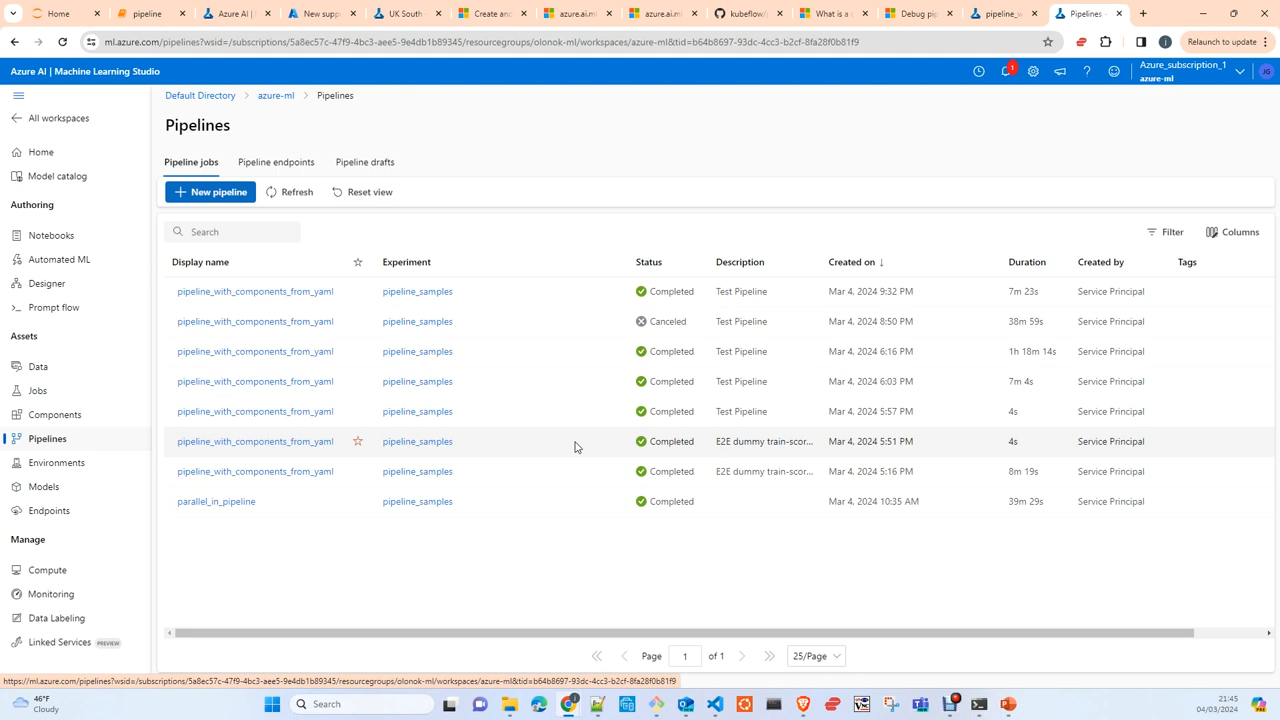 Home
pipeline
Azure AI |
New supp
UK South
Create an
azure.ai.ml
azure.ai.ml
kubeflow/
What is a
Debug pip
pipeline_w
Pipelines
ml.azure.com/pipelines?wsid=/subscriptions/5a8ec57c-47f9-4bc3-aee5-9e4db1b89345/resourcegroups/olonok-ml/workspaces/azure-ml&tid=b64b8697-93dc-4cc3-b2cf-8fa28f0b81f9
Relaunch to update
Azure AI | Machine Learning Studio
1
Azure_subscription_1
azure-ml
JG
Default Directory > azure-ml > Pipelines
All workspaces
Home
Model catalog
Authoring
Notebooks
Automated ML
Designer
Prompt flow
Assets
Data
Jobs
Components
Pipelines
Environments
Models
Endpoints
Manage
Compute
Monitoring
Data Labeling
Linked Services PREVIEW
Pipelines
Pipeline jobs Pipeline endpoints Pipeline drafts
New pipeline Refresh Reset view
Search Filter Columns
Display name Experiment Status Description Created on ↓ Duration Created by Tags
pipeline_with_components_from_yaml pipeline_samples Completed Test Pipeline Mar 4, 2024 9:32 PM 7m 23s Service Principal
pipeline_with_components_from_yaml pipeline_samples Canceled Test Pipeline Mar 4, 2024 8:50 PM 38m 59s Service Principal
pipeline_with_components_from_yaml pipeline_samples Completed Test Pipeline Mar 4, 2024 6:16 PM 1h 18m 14s Service Principal
pipeline_with_components_from_yaml pipeline_samples Completed Test Pipeline Mar 4, 2024 6:03 PM 7m 4s Service Principal
pipeline_with_components_from_yaml pipeline_samples Completed Test Pipeline Mar 4, 2024 5:57 PM 4s Service Principal
pipeline_with_components_from_yaml pipeline_samples Completed E2E dummy train-scor... Mar 4, 2024 5:51 PM 4s Service Principal
pipeline_with_components_from_yaml pipeline_samples Completed E2E dummy train-scor... Mar 4, 2024 5:16 PM 8m 19s Service Principal
parallel_in_pipeline pipeline_samples Completed Mar 4, 2024 10:35 AM 39m 29s Service Principal
Page 1 of 1 25/Page
https://ml.azure.com/pipelines?wsid=/subscriptions/5a8ec57c-47f9-4bc3-aee5-9e4db1b89345/resourcegroups/olonok-ml/workspaces/azure-ml&tid=b64b8697-93dc-4cc3-b2cf-8fa28f0b81f9
46°F
Cloudy
Search
21:45
04/03/2024